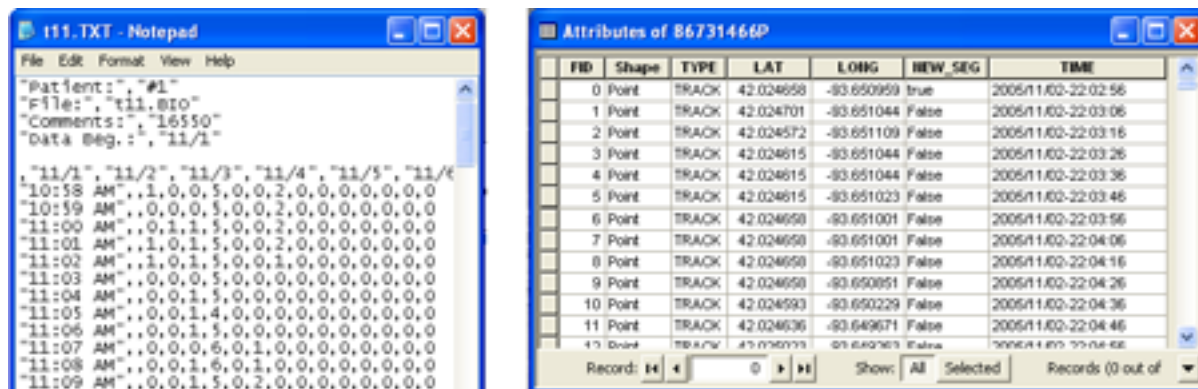 t11.TXT - Notepad
File Edit Format View Help
"Patient:","#1"
"File:","t11.BIO"
"Comments:","16550"
"Data Beg.:","11/1"
,"11/1","11/2","11/3","11/4","11/5","11/6
"10:58 AM",,1,0,0,5,0,0,2,0,0,0,0,0,0,0
"10:59 AM",,0,0,0,5,0,0,2,0,0,0,0,0,0,0
"11:00 AM",,0,1,1,5,0,0,2,0,0,0,0,0,0,0
"11:01 AM",,1,0,1,5,0,0,2,0,0,0,0,0,0,0
"11:02 AM",,1,0,1,5,0,0,1,0,0,0,0,0,0,0
"11:03 AM",,0,0,0,5,0,0,0,0,0,0,0,0,0,0
"11:04 AM",,0,0,1,5,0,0,0,0,0,0,0,0,0,0
"11:05 AM",,0,0,1,4,0,0,0,0,0,0,0,0,0,0
"11:06 AM",,0,0,1,5,0,0,0,0,0,0,0,0,0,0
"11:07 AM",,0,0,0,6,0,1,0,0,0,0,0,0,0,0
"11:08 AM",,0,0,1,6,0,1,0,0,0,0,0,0,0,0
"11:09 AM",,0,0,1,5,0,2,0,0,0,0,0,0,0,0
Attributes of B6731466P
FID Shape TYPE LAT LONG NEW_SEG TIME
0 Point TRACK 42.024658 -93.650959 true 2005/11/02-22:02:56
1 Point TRACK 42.024701 -93.651044 False 2005/11/02-22:03:06
2 Point TRACK 42.024572 -93.651109 False 2005/11/02-22:03:16
3 Point TRACK 42.024615 -93.651044 False 2005/11/02-22:03:26
4 Point TRACK 42.024615 -93.651044 False 2005/11/02-22:03:36
5 Point TRACK 42.024615 -93.651023 False 2005/11/02-22:03:46
6 Point TRACK 42.024658 -93.651001 False 2005/11/02-22:03:56
7 Point TRACK 42.024658 -93.651001 False 2005/11/02-22:04:06
8 Point TRACK 42.024658 -93.651023 False 2005/11/02-22:04:16
9 Point TRACK 42.024658 -93.650851 False 2005/11/02-22:04:26
10 Point TRACK 42.024593 -93.650229 False 2005/11/02-22:04:36
11 Point TRACK 42.024636 -93.649671 False 2005/11/02-22:04:46
12 Point TRACK False 2005/11/02-22:04:56
Record: 0 Show: All Selected Records (0 out of